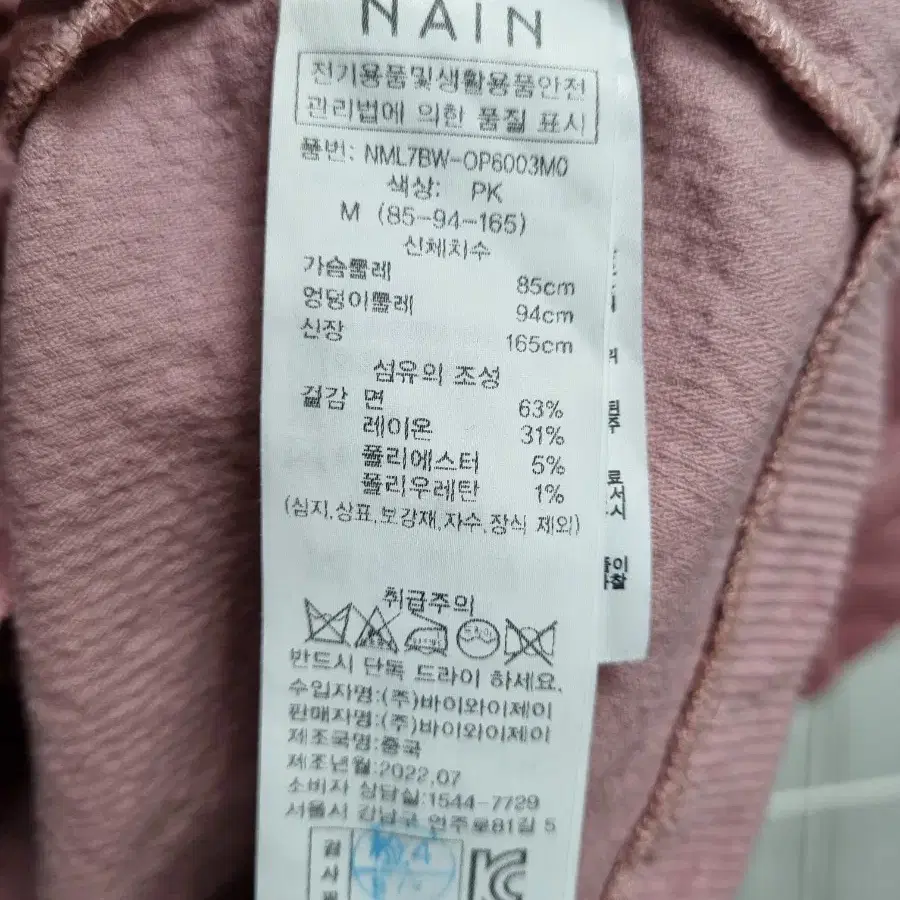 NAIN
전기용품및생활용품안전
관리법에 의한 품질 표시
품번: NML7BW-OP6003M0
색상: PK
M (85-94-165)
신체치수
가슴둘레 85cm
엉덩이둘레 94cm
신장 165cm
섬유의 조성
겉감 면 63%
레이온 31%
폴리에스터 5%
폴리우레탄 1%
(심지,상표,보강재,자수,장식 제외)
취급주의
반드시 단독 드라이 하세요.
수입자명:(주)바이와이제이
판매자명:(주)바이와이제이
제조국명:중국
제조년월:2022.07
소비자 상담실:1544-7729
서울시 강남구 언주로81길 5
검사